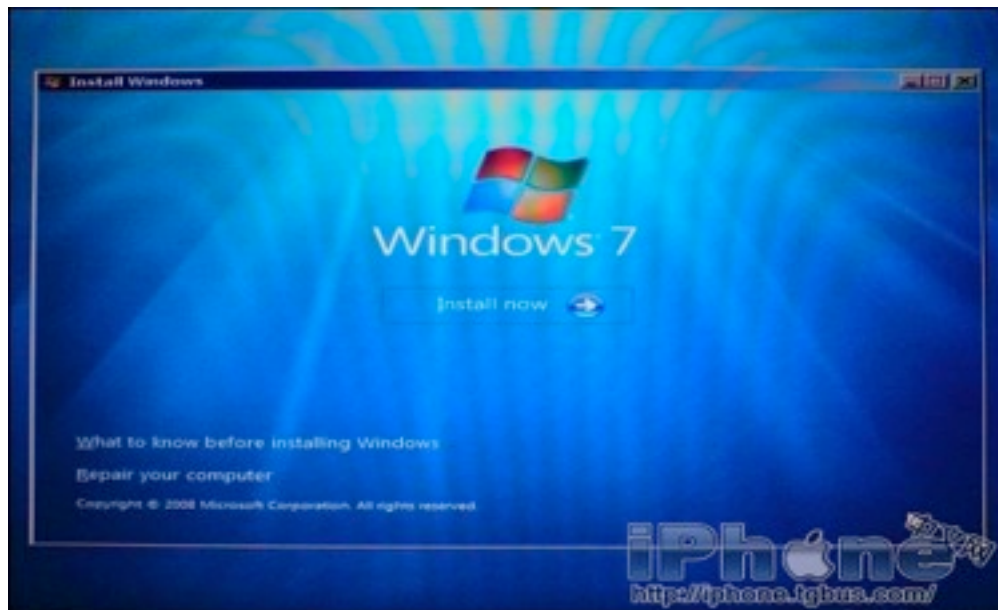 Install Windows
Windows 7
Install now
What to know before installing Windows
Repair your computer
Copyright © 2008 Microsoft Corporation. All rights reserved.
iPhone
http://iphone.tgbus.com/